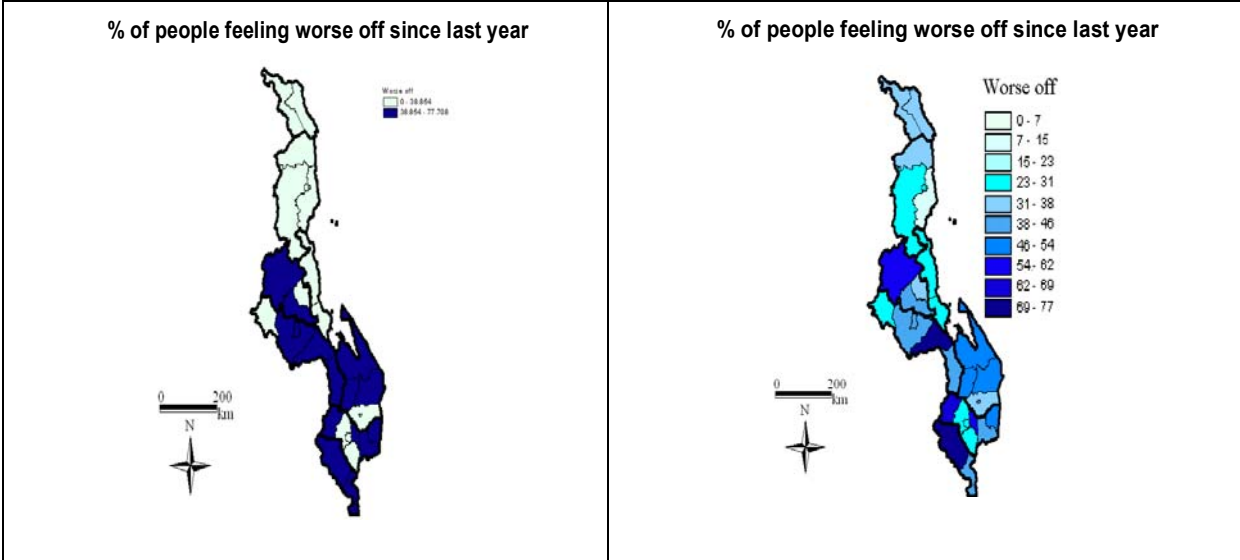 % of people feeling worse off since last year
Worse off
0 - 38.854
38.854 - 77.708
0 200
km
N
% of people feeling worse off since last year
Worse off
0 - 7
7 - 15
15 - 23
23 - 31
31 - 38
38 - 46
46 - 54
54 - 62
62 - 69
69 - 77
0 200
km
N